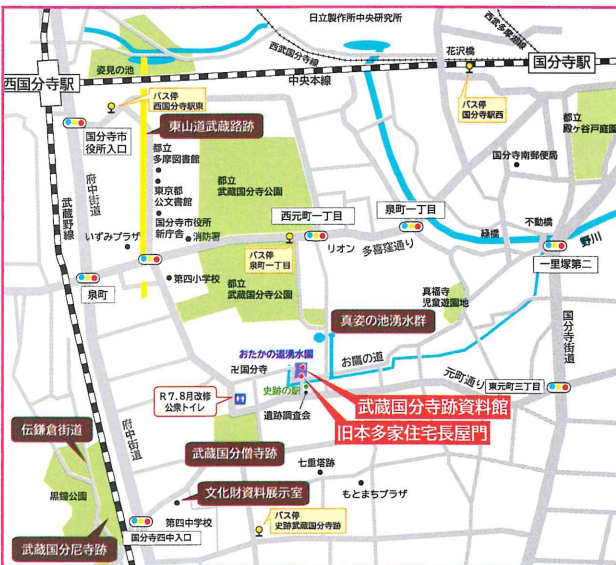 日立製作所中央研究所
西武国分寺線
西武多摩湖線
花沢橋
国分寺駅
姿見の池
中央本線
西国分寺駅
バス停
西国分寺駅東
バス停
国分寺駅西
国分寺市
役所入口
東山道武蔵路跡
都立
殿ヶ谷戸庭園
都立
多摩図書館
国分寺南郵便局
都立
武蔵国分寺公園
東京都
公文書館
府中街道
武蔵野線
国分寺市役所
新庁舎
消防署
いずみプラザ
西元町一丁目
泉町一丁目
リオン
多喜窪通り
緑橋
不動橋
野川
バス停
泉町一丁目
一里塚第二
泉町
第四小学校
都立
武蔵国分寺公園
真福寺
児童遊園地
真姿の池湧水群
国分寺街道
おたかの道湧水園
お鷹の道
卍国分寺
元町通り
史跡の駅
東元町三丁目
R7.8月改修
公衆トイレ
遺跡調査会
武蔵国分寺跡資料館
旧本多家住宅長屋門
伝鎌倉街道
府中街道
武蔵国分僧寺跡
七重塔跡
黒鐘公園
文化財資料展示室
もとまちプラザ
第四中学校
バス停
史跡武蔵国分寺跡
国分寺四中入口
武蔵国分尼寺跡